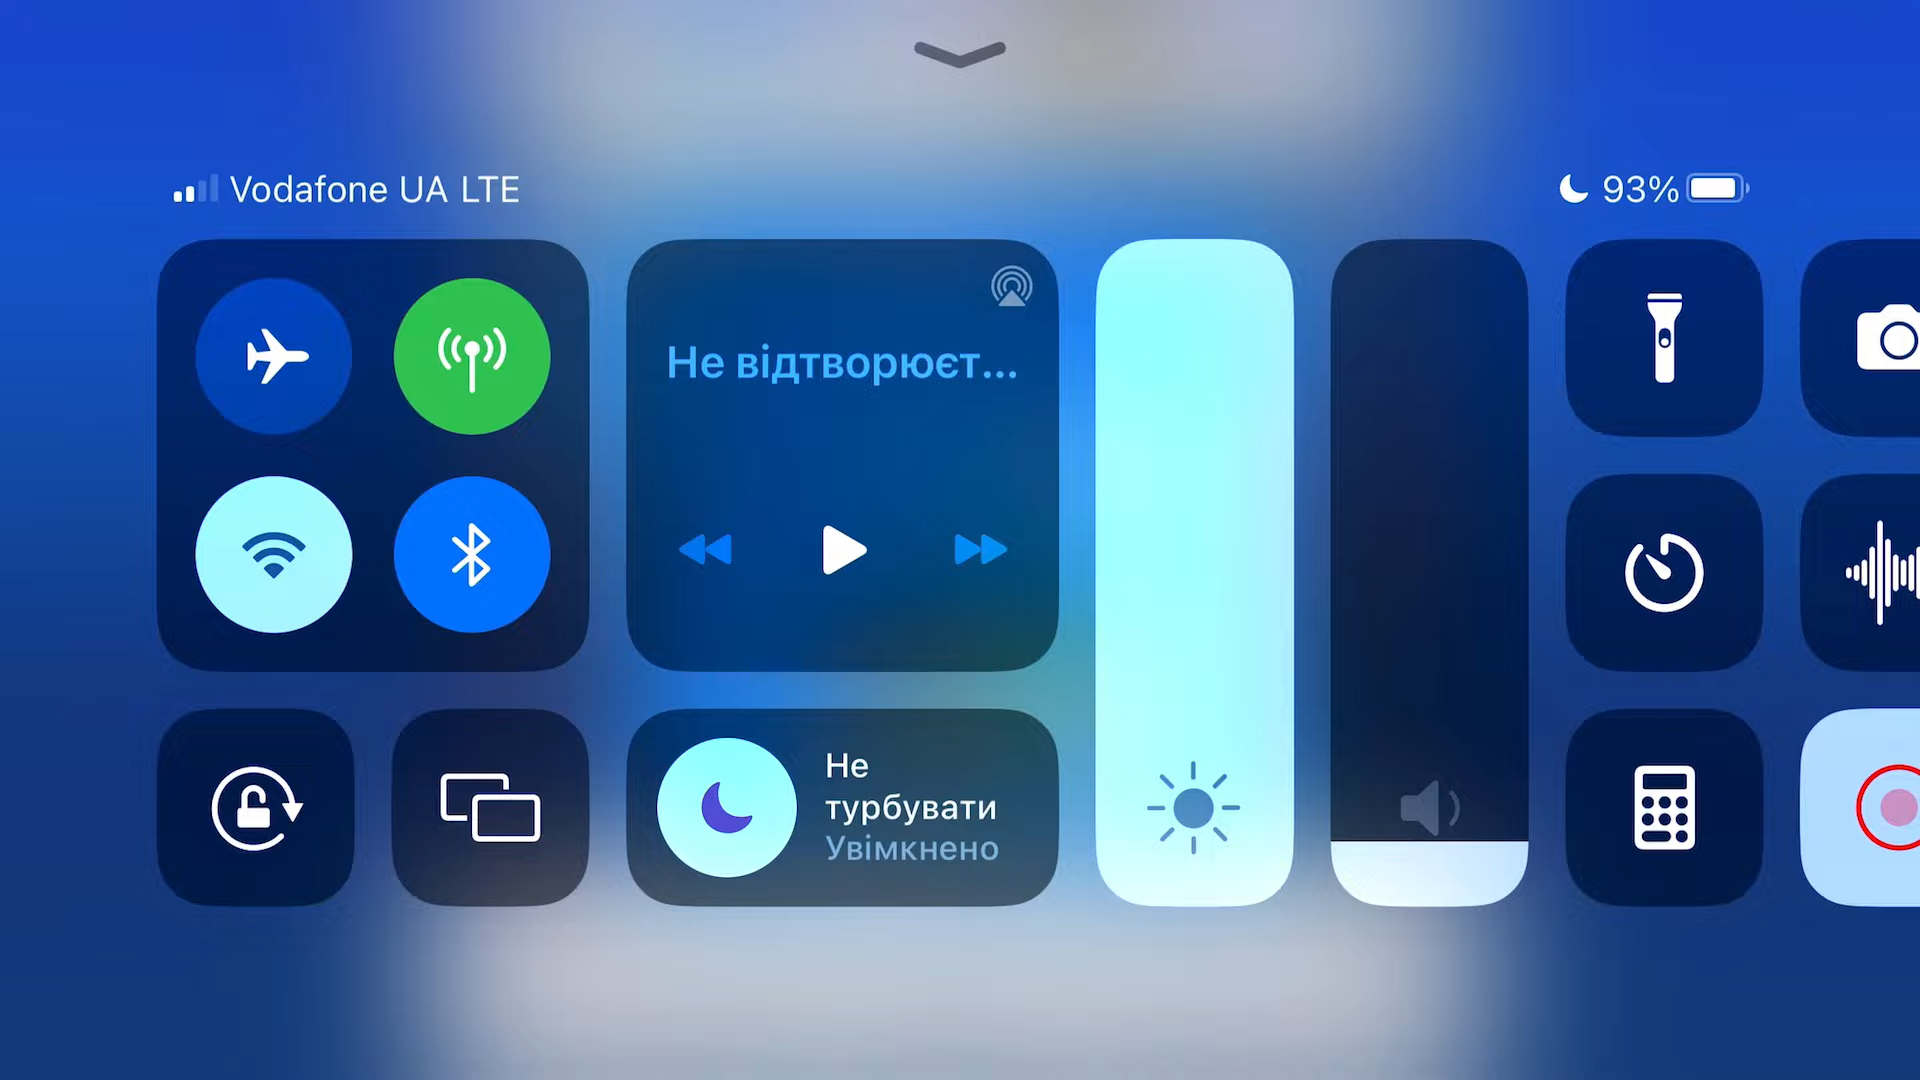 Vodafone UA LTE
93%
Не відтворюєт...
Не
турбувати
Увімкнено